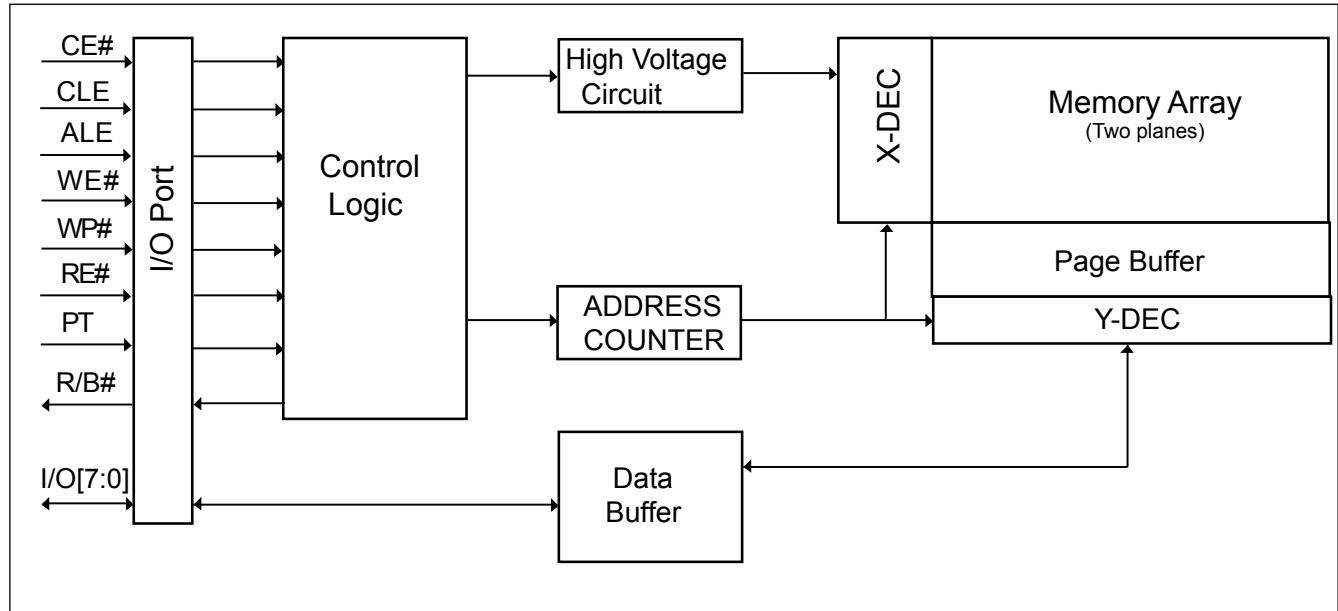 CE#
CLE
ALE
WE#
WP#
RE#
PT
R/B#
I/O[7:0]
I/O Port
Control
Logic
High Voltage
Circuit
ADDRESS
COUNTER
Data
Buffer
X-DEC
Memory Array
(Two planes)
Page Buffer
Y-DEC